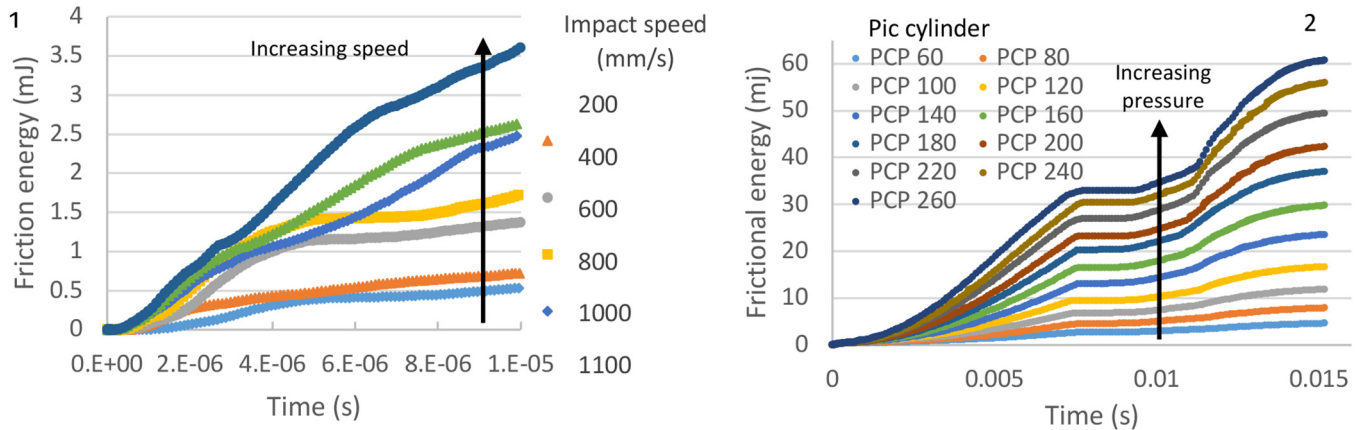 1
Friction energy (mJ)
4
3.5
3
2.5
2
1.5
1
0.5
0
0.E+00 2.E-06 4.E-06 6.E-06 8.E-06 1.E-05
Time (s)
Increasing speed
Impact speed
(mm/s)
200
400
600
800
1000
1100
2
Frictional energy (mj)
60
50
40
30
20
10
0
0 0.005 0.01 0.015
Time (s)
Pic cylinder
PCP 60 PCP 80
PCP 100 PCP 120
PCP 140 PCP 160
PCP 180 PCP 200
PCP 220 PCP 240
PCP 260
Increasing
pressure